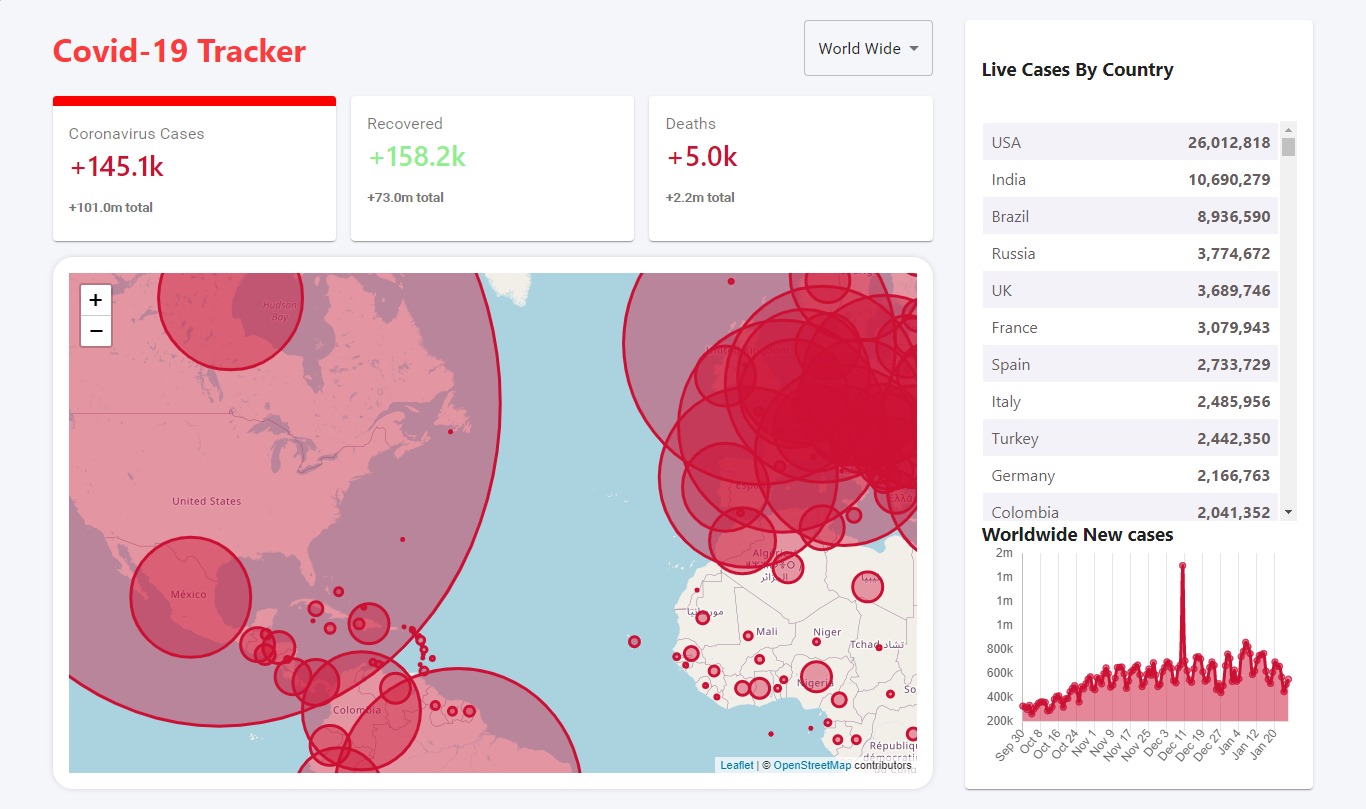 Covid-19 Tracker
World Wide
Coronavirus Cases
+145.1k
+101.0m total
Recovered
+158.2k
+73.0m total
Deaths
+5.0k
+2.2m total
+
−
Hudson
Bay
United States
México
Colombia
Mali
Niger
Nigeria
Leaflet | © OpenStreetMap contributors
Live Cases By Country
USA 26,012,818
India 10,690,279
Brazil 8,936,590
Russia 3,774,672
UK 3,689,746
France 3,079,943
Spain 2,733,729
Italy 2,485,956
Turkey 2,442,350
Germany 2,166,763
Colombia 2,041,352
Worldwide New cases
2m
1m
1m
1m
800k
600k
400k
200k
Sep 30
Oct 8
Oct 16
Oct 24
Nov 1
Nov 9
Nov 17
Nov 25
Dec 3
Dec 11
Dec 19
Dec 27
Jan 4
Jan 12
Jan 20